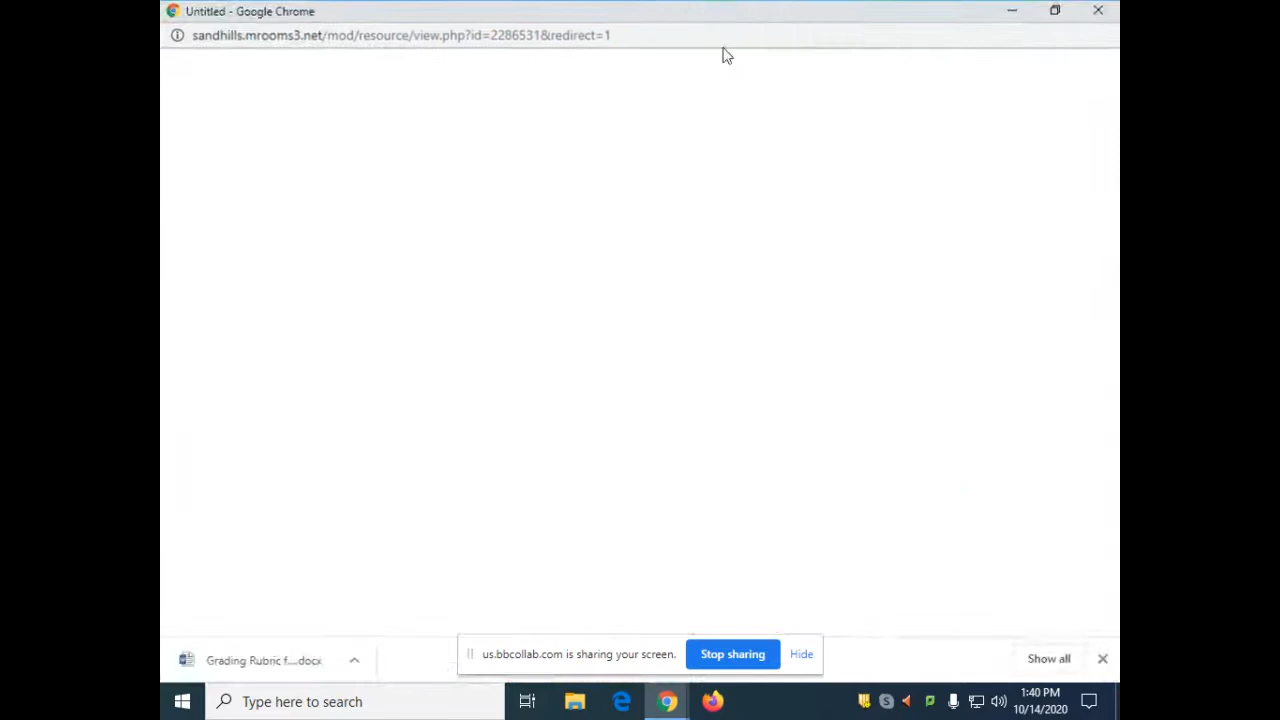 Untitled - Google Chrome
sandhills.mrooms3.net/mod/resource/view.php?id=2286531&redirect=1
Grading Rubric f....docx
us.bbcollab.com is sharing your screen.
Stop sharing
Hide
Show all
Type here to search
1:40 PM
10/14/2020